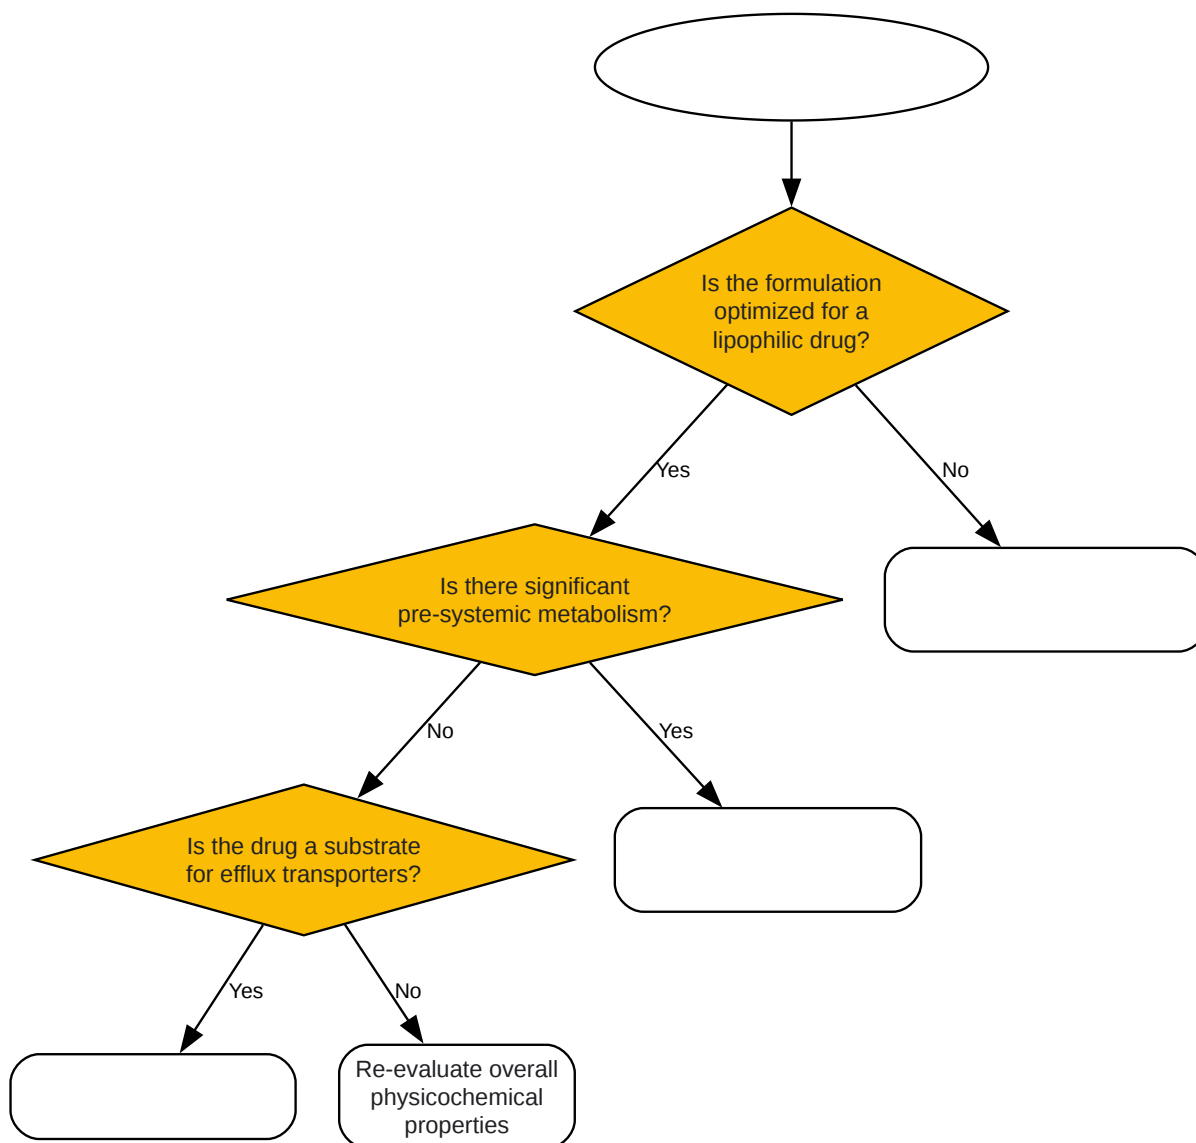 Is the formulation
optimized for a
lipophilic drug?
Yes
No
Is there significant
pre-systemic metabolism?
No
Yes
Is the drug a substrate
for efflux transporters?
Yes
No
Re-evaluate overall
physicochemical
properties